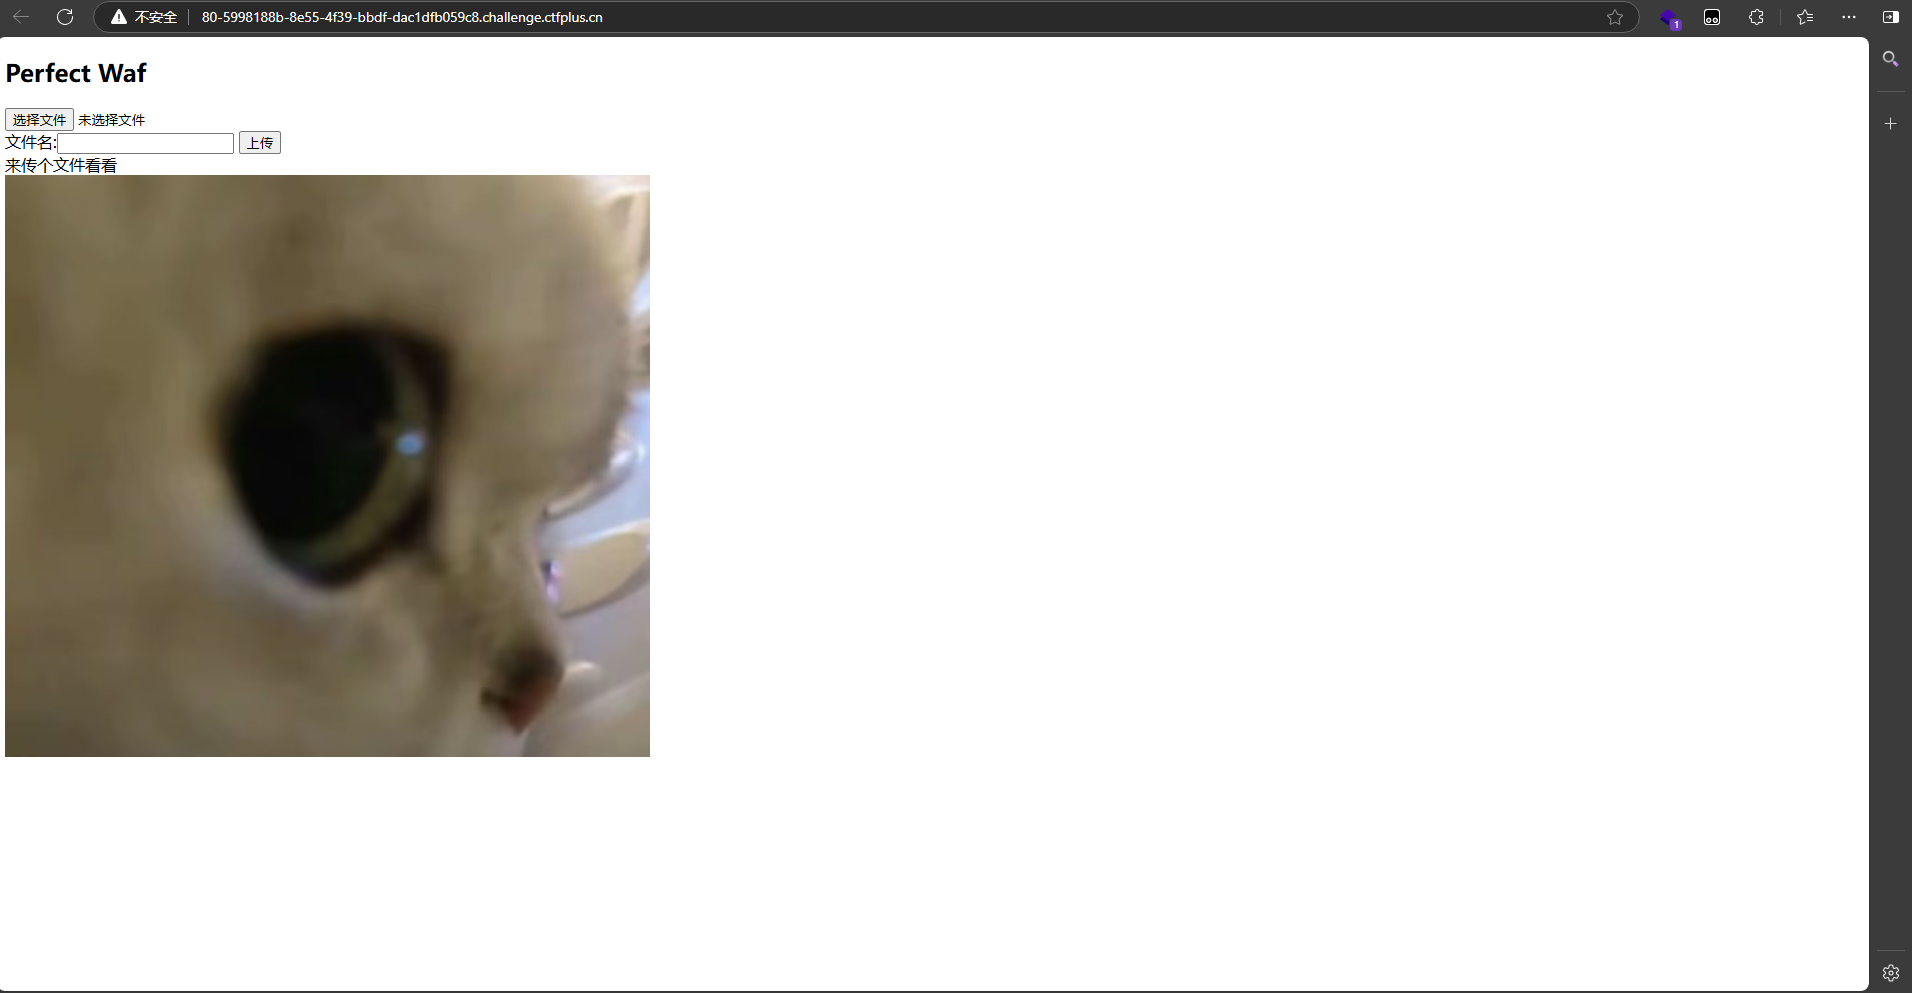 不安全 80-5998188b-8e55-4f39-bbdf-dac1dfb059c8.challenge.ctfplus.cn
1
Perfect Waf
选择文件 未选择文件
文件名: 上传
来传个文件看看